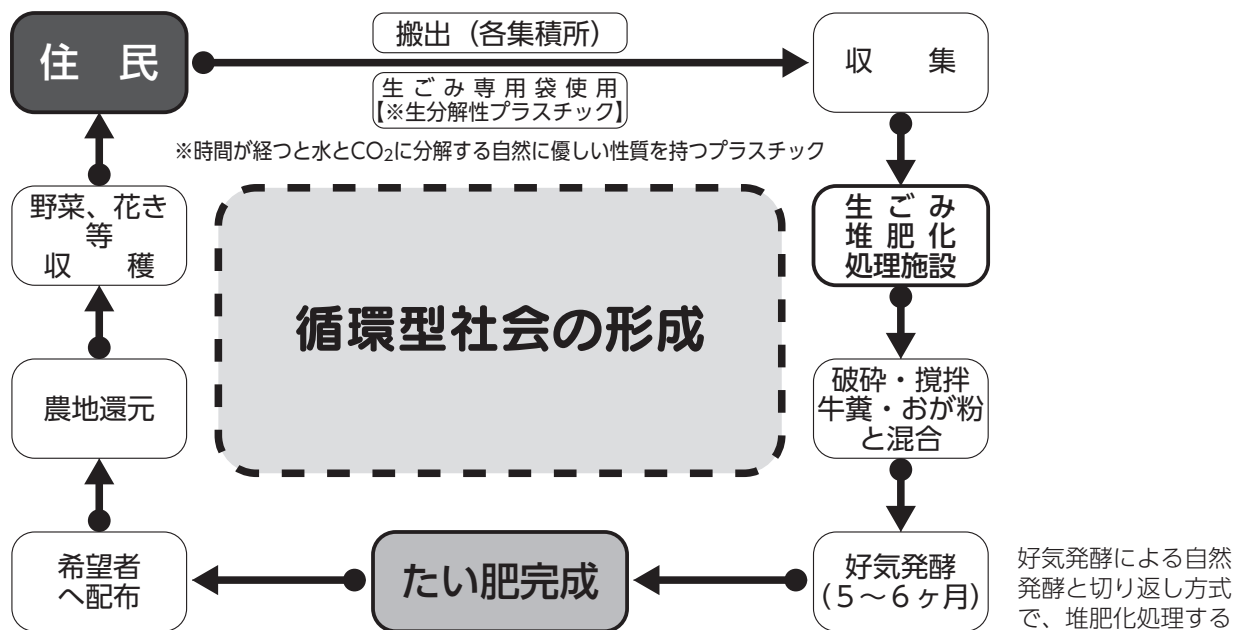 住　民
搬出（各集積所）
生ごみ専用袋使用
【※生分解性プラスチック】
※時間が経つと水とCO₂に分解する自然に優しい性質を持つプラスチック
収　集
生ごみ
堆肥化
処理施設
破砕・撹拌
牛糞・おが粉
と混合
好気発酵
(５〜６ヶ月)
好気発酵による自然
発酵と切り返し方式
で、堆肥化処理する
たい肥完成
希望者
へ配布
農地還元
野菜、花き
等
収　穫
循環型社会の形成